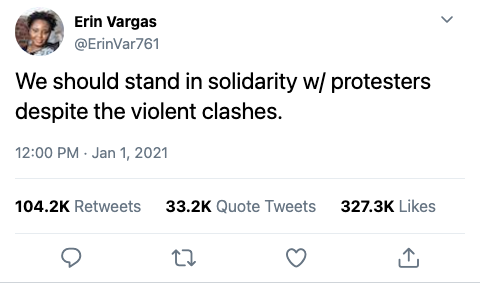 Erin Vargas
@ErinVar761
We should stand in solidarity w/ protesters
despite the violent clashes.
12:00 PM · Jan 1, 2021
104.2K Retweets 33.2K Quote Tweets 327.3K Likes